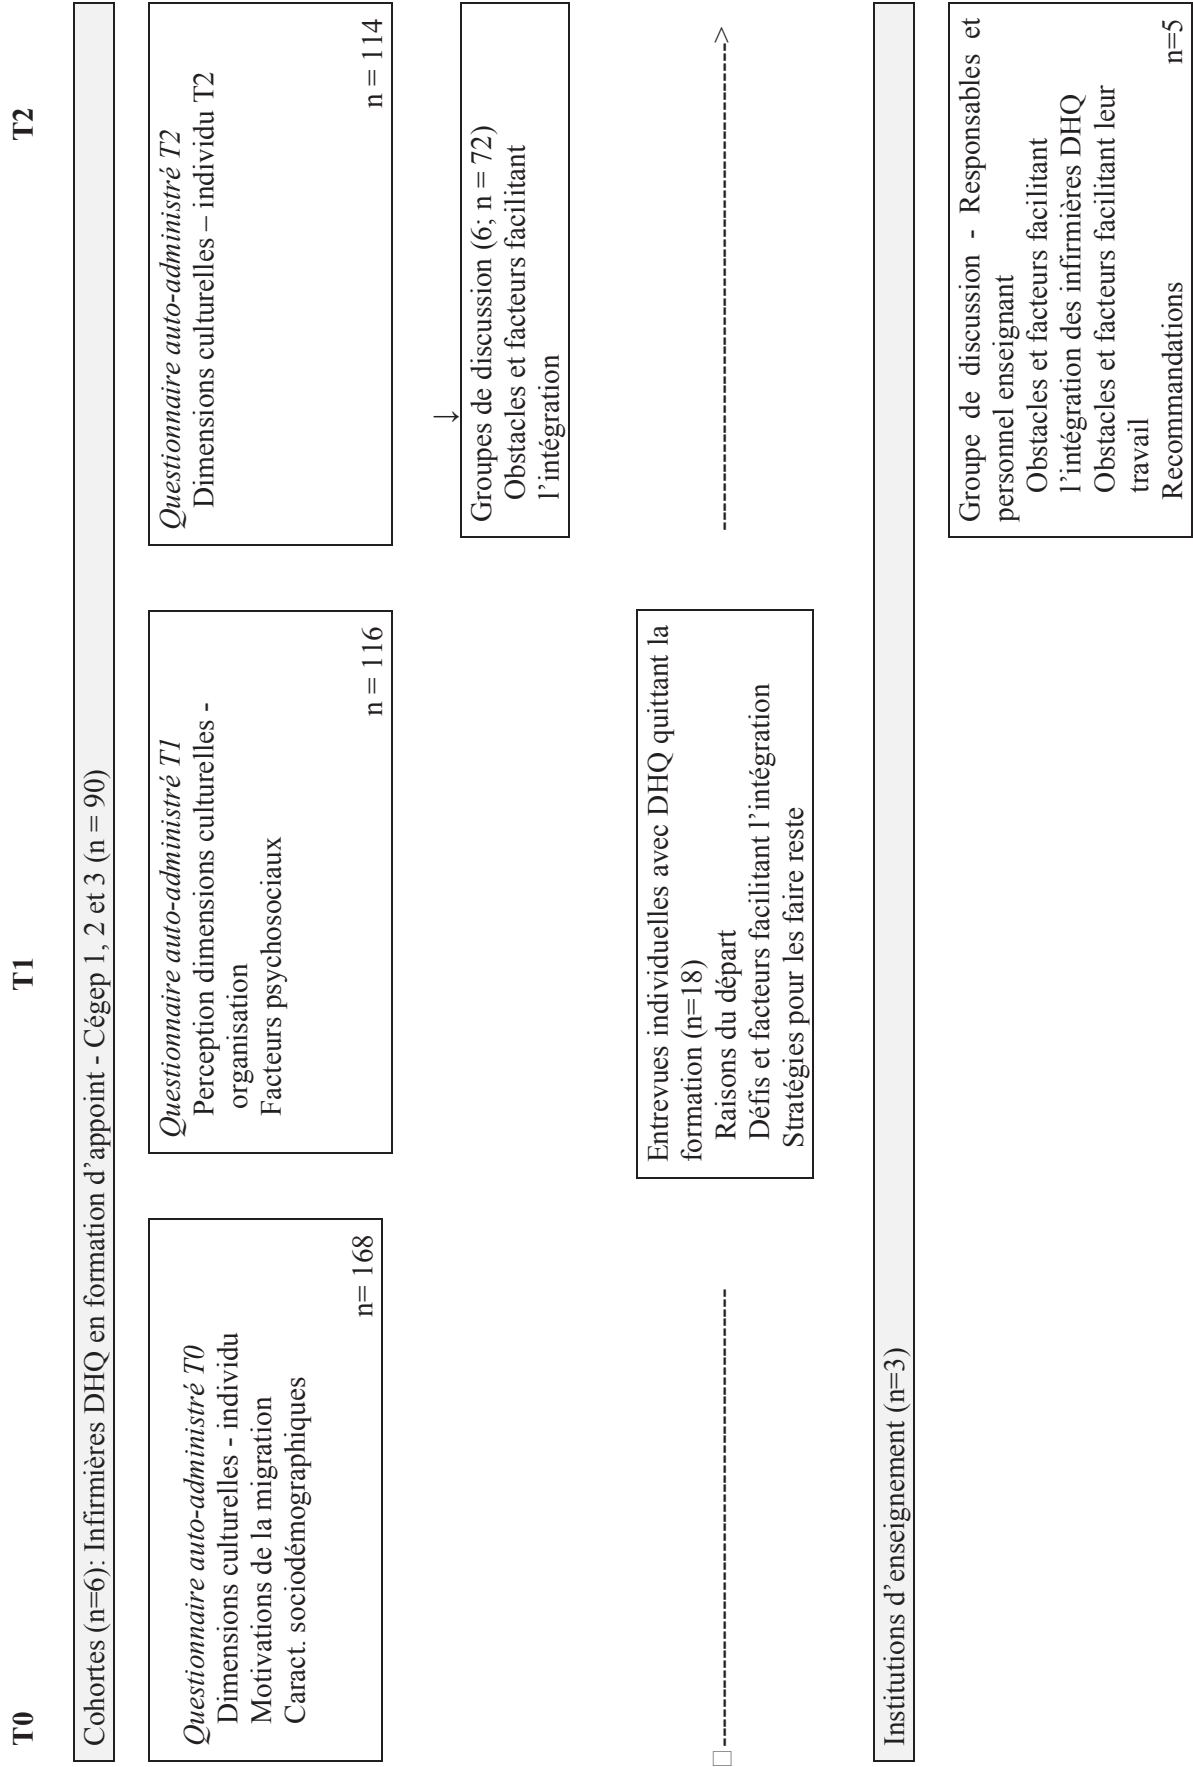 T0
T1
T2
Cohortes (n=6): Infirmières DHQ en formation d'appoint - Cégep 1, 2 et 3 (n = 90)
Questionnaire auto-administré T0
Dimensions culturelles - individu
Motivations de la migration
Caract. sociodémographiques
n= 168
Questionnaire auto-administré T1
Perception dimensions culturelles -
organisation
Facteurs psychosociaux
n = 116
Questionnaire auto-administré T2
Dimensions culturelles – individu T2
n = 114
↓
Groupes de discussion (6; n = 72)
Obstacles et facteurs facilitant
l'intégration
Entrevues individuelles avec DHQ quittant la
formation (n=18)
Raisons du départ
Défis et facteurs facilitant l'intégration
Stratégies pour les faire reste
Institutions d'enseignement (n=3)
Groupe de discussion - Responsables et
personnel enseignant
Obstacles et facteurs facilitant
l'intégration des infirmières DHQ
Obstacles et facteurs facilitant leur
travail
Recommandations
n=5